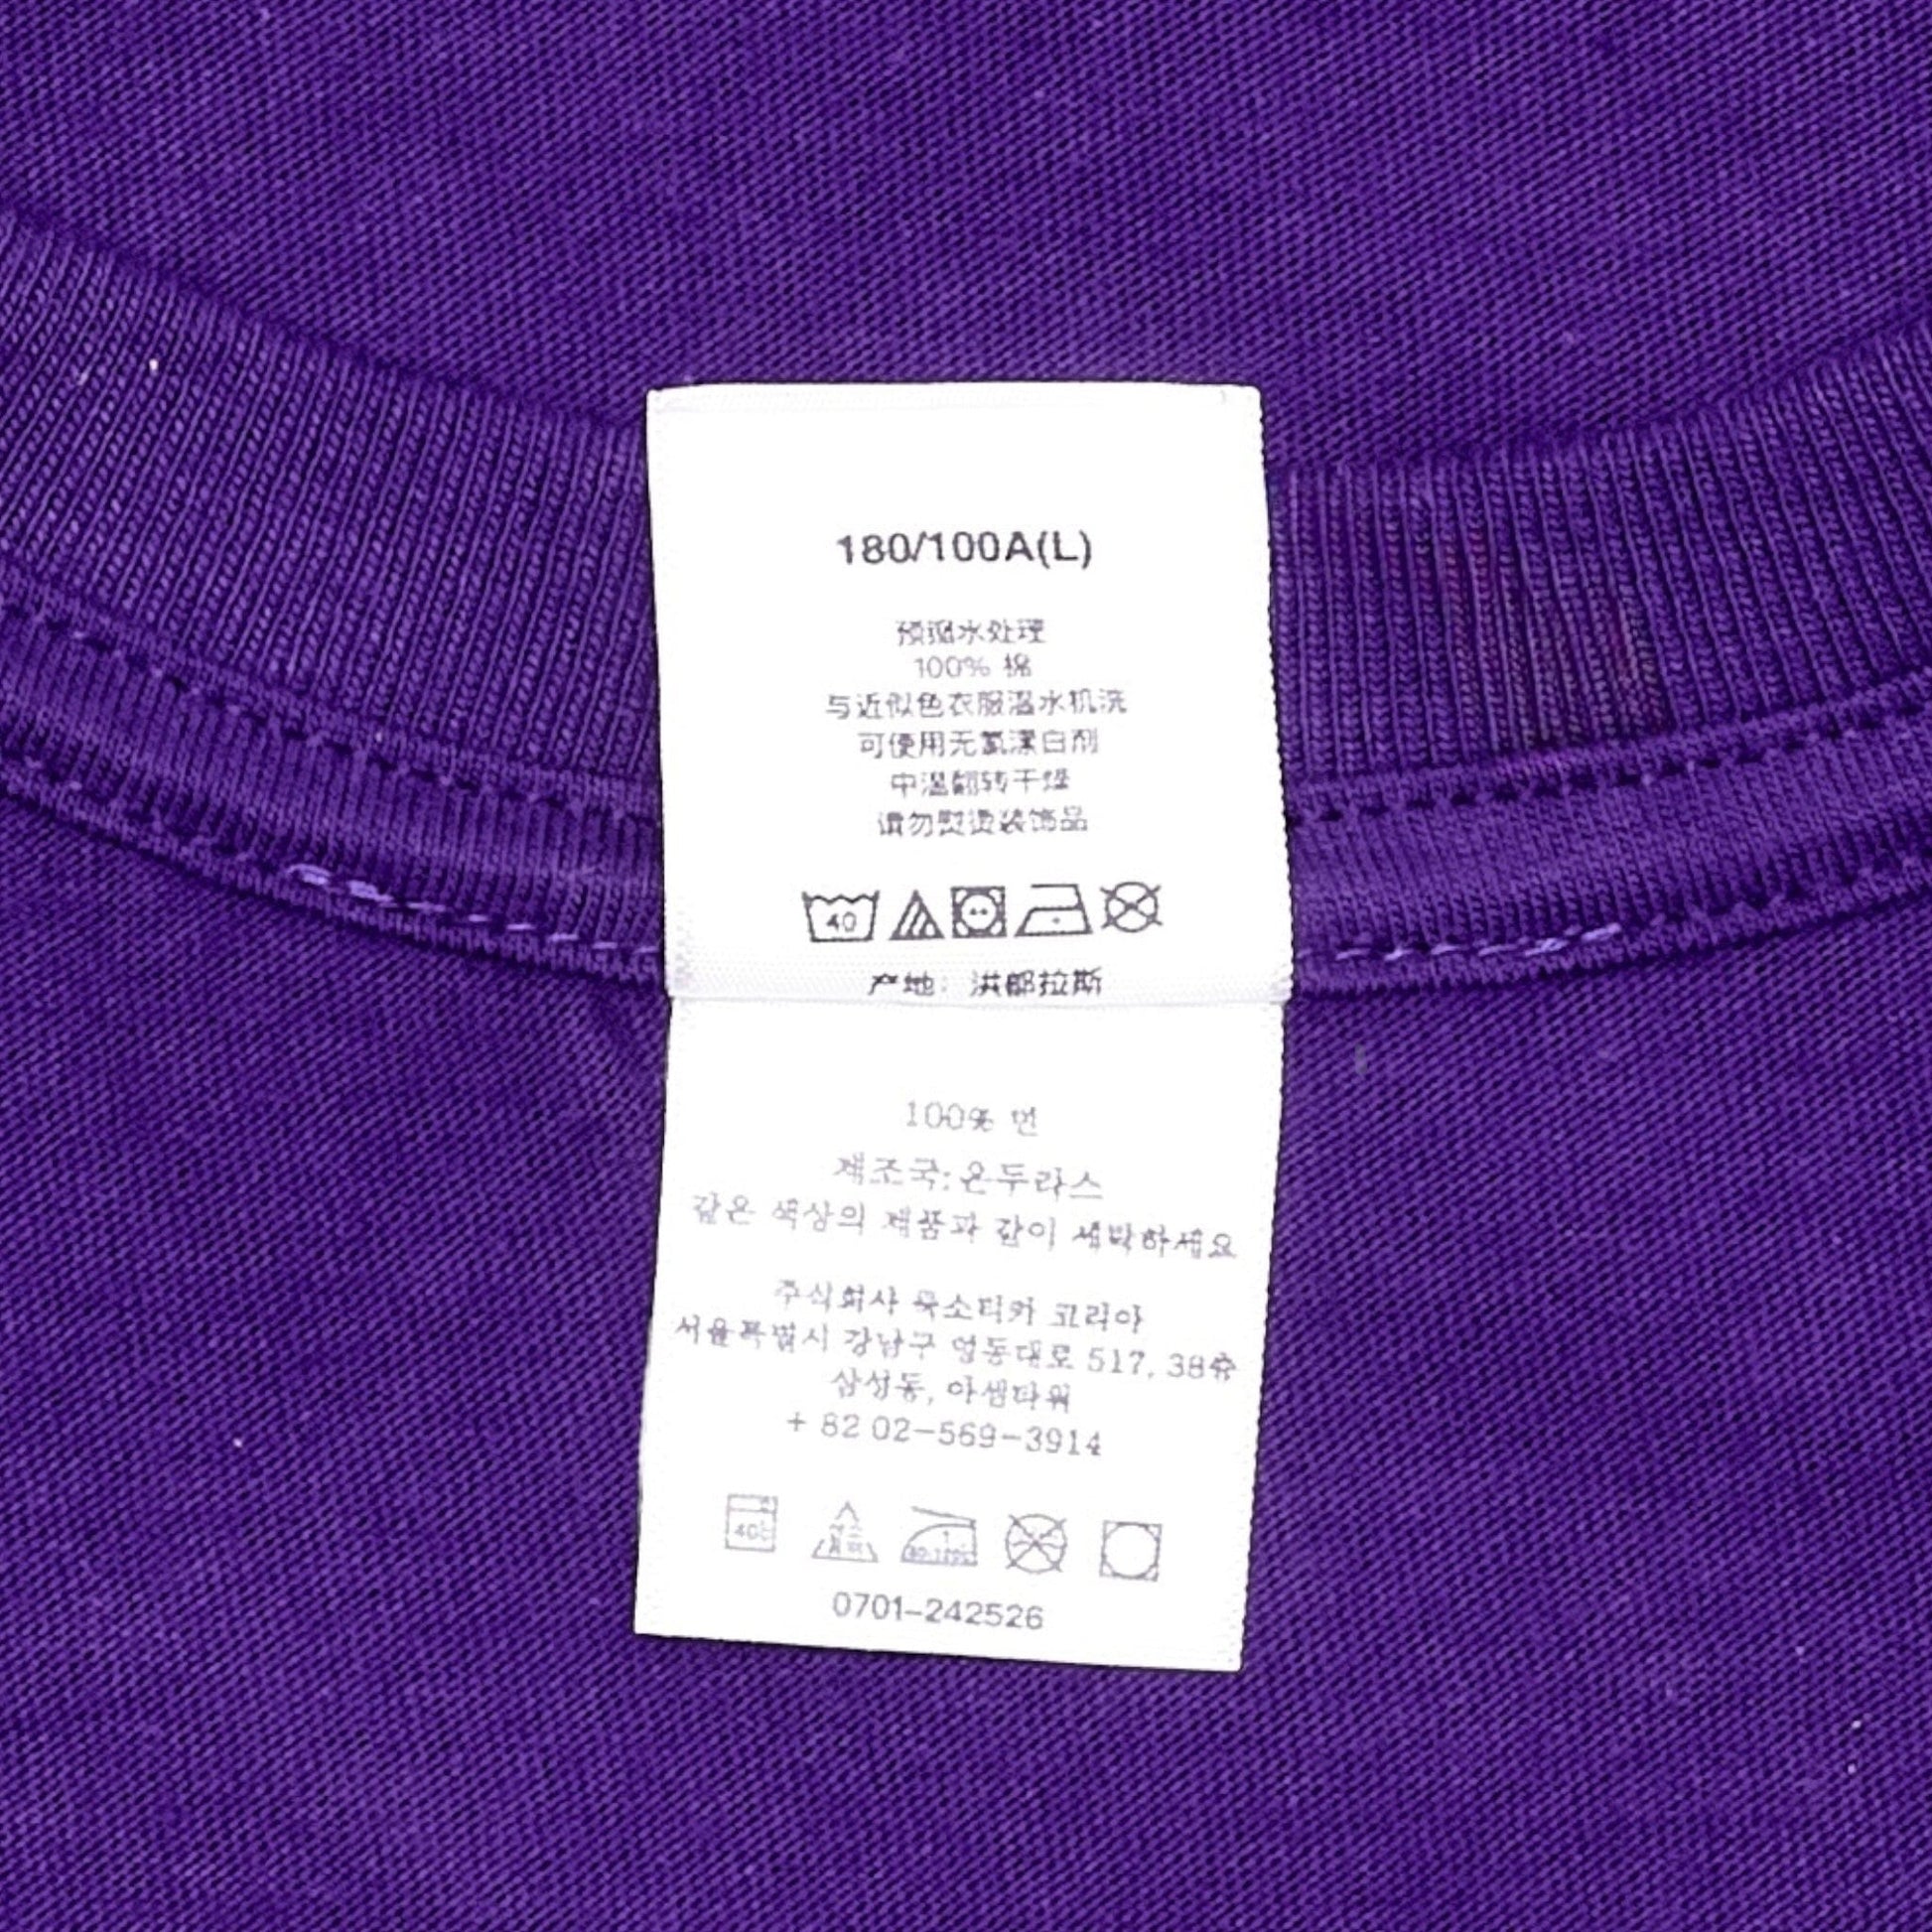 180/100A(L)
预缩水处理
100% 棉
与近似色衣服温水机洗
可使用无氯漂白剂
中温翻转干燥
请勿熨烫装饰品
40
产地: 洪都拉斯
100% 면
제조국:온두라스
같은 색상의 제품과 같이 세탁하세요
주식회사 육소티카 코리아
서울특별시 강남구 영동대로 517, 38층
삼성동, 아셈타워
+ 82 02-569-3914
0701-242526